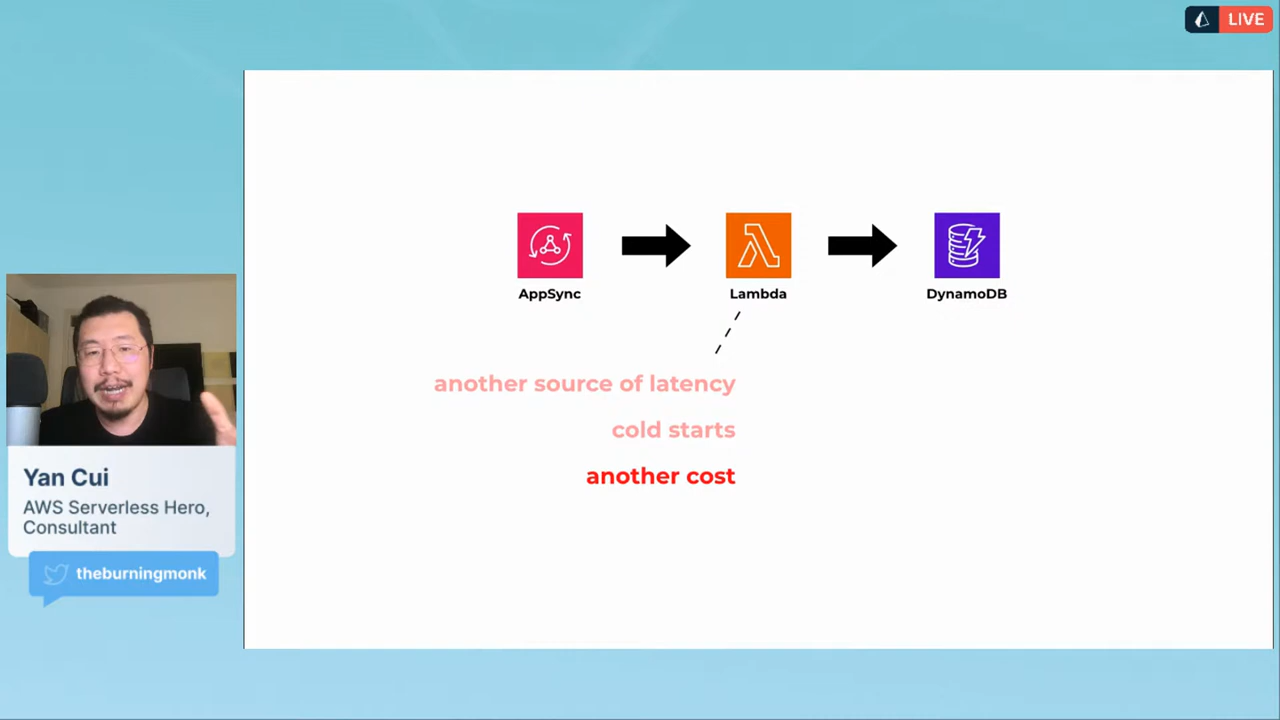 LIVE
AppSync
Lambda
DynamoDB
another source of latency
cold starts
another cost
Yan Cui
AWS Serverless Hero,
Consultant
theburningmonk